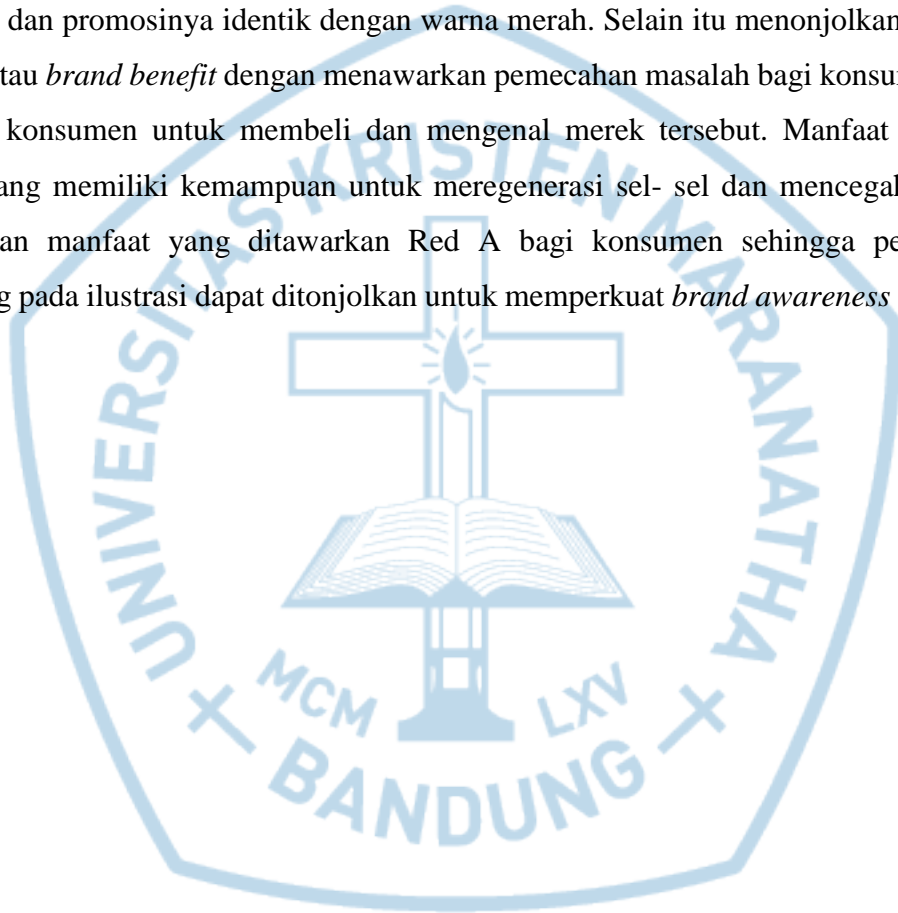 dan promosinya identik dengan warna merah. Selain itu menonjolkan
tau brand benefit dengan menawarkan pemecahan masalah bagi konsu
konsumen untuk membeli dan mengenal merek tersebut. Manfaat
ang memiliki kemampuan untuk meregenerasi sel- sel dan mencegal
an manfaat yang ditawarkan Red A bagi konsumen sehingga pe
g pada ilustrasi dapat ditonjolkan untuk memperkuat brand awareness
UNIVERSITAS KRISTEN MARANATHA
MCM LXV
BANDUNG